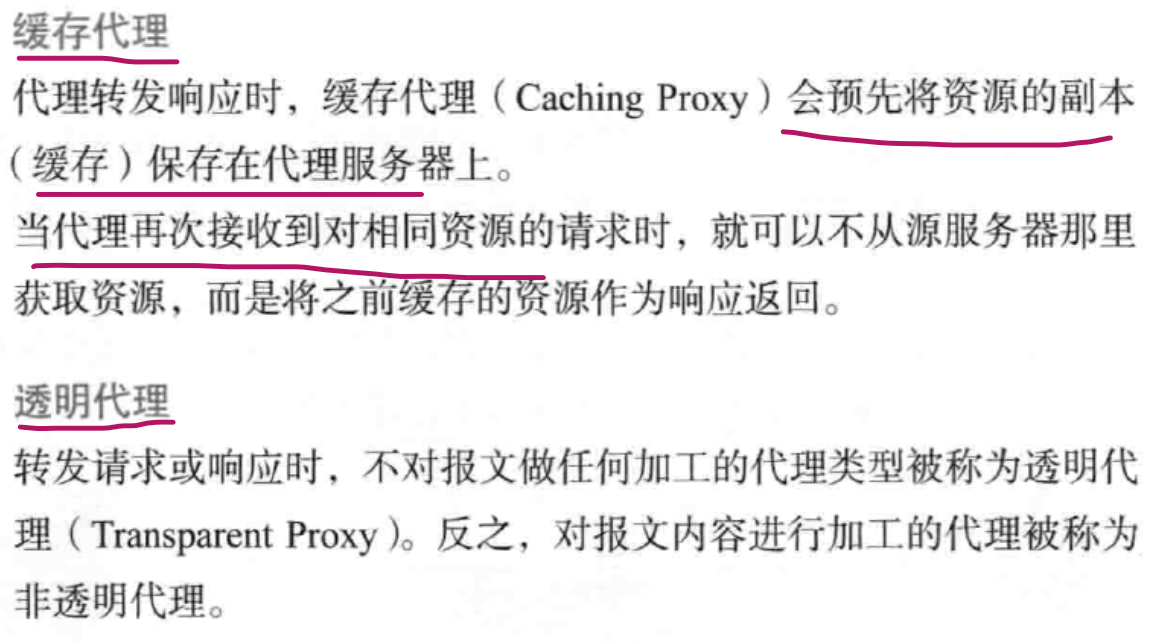 缓存代理
代理转发响应时，缓存代理（Caching Proxy）会预先将资源的副本
（缓存）保存在代理服务器上。
当代理再次接收到对相同资源的请求时，就可以不从源服务器那里
获取资源，而是将之前缓存的资源作为响应返回。
透明代理
转发请求或响应时，不对报文做任何加工的代理类型被称为透明代
理（Transparent Proxy）。反之，对报文内容进行加工的代理被称为
非透明代理。